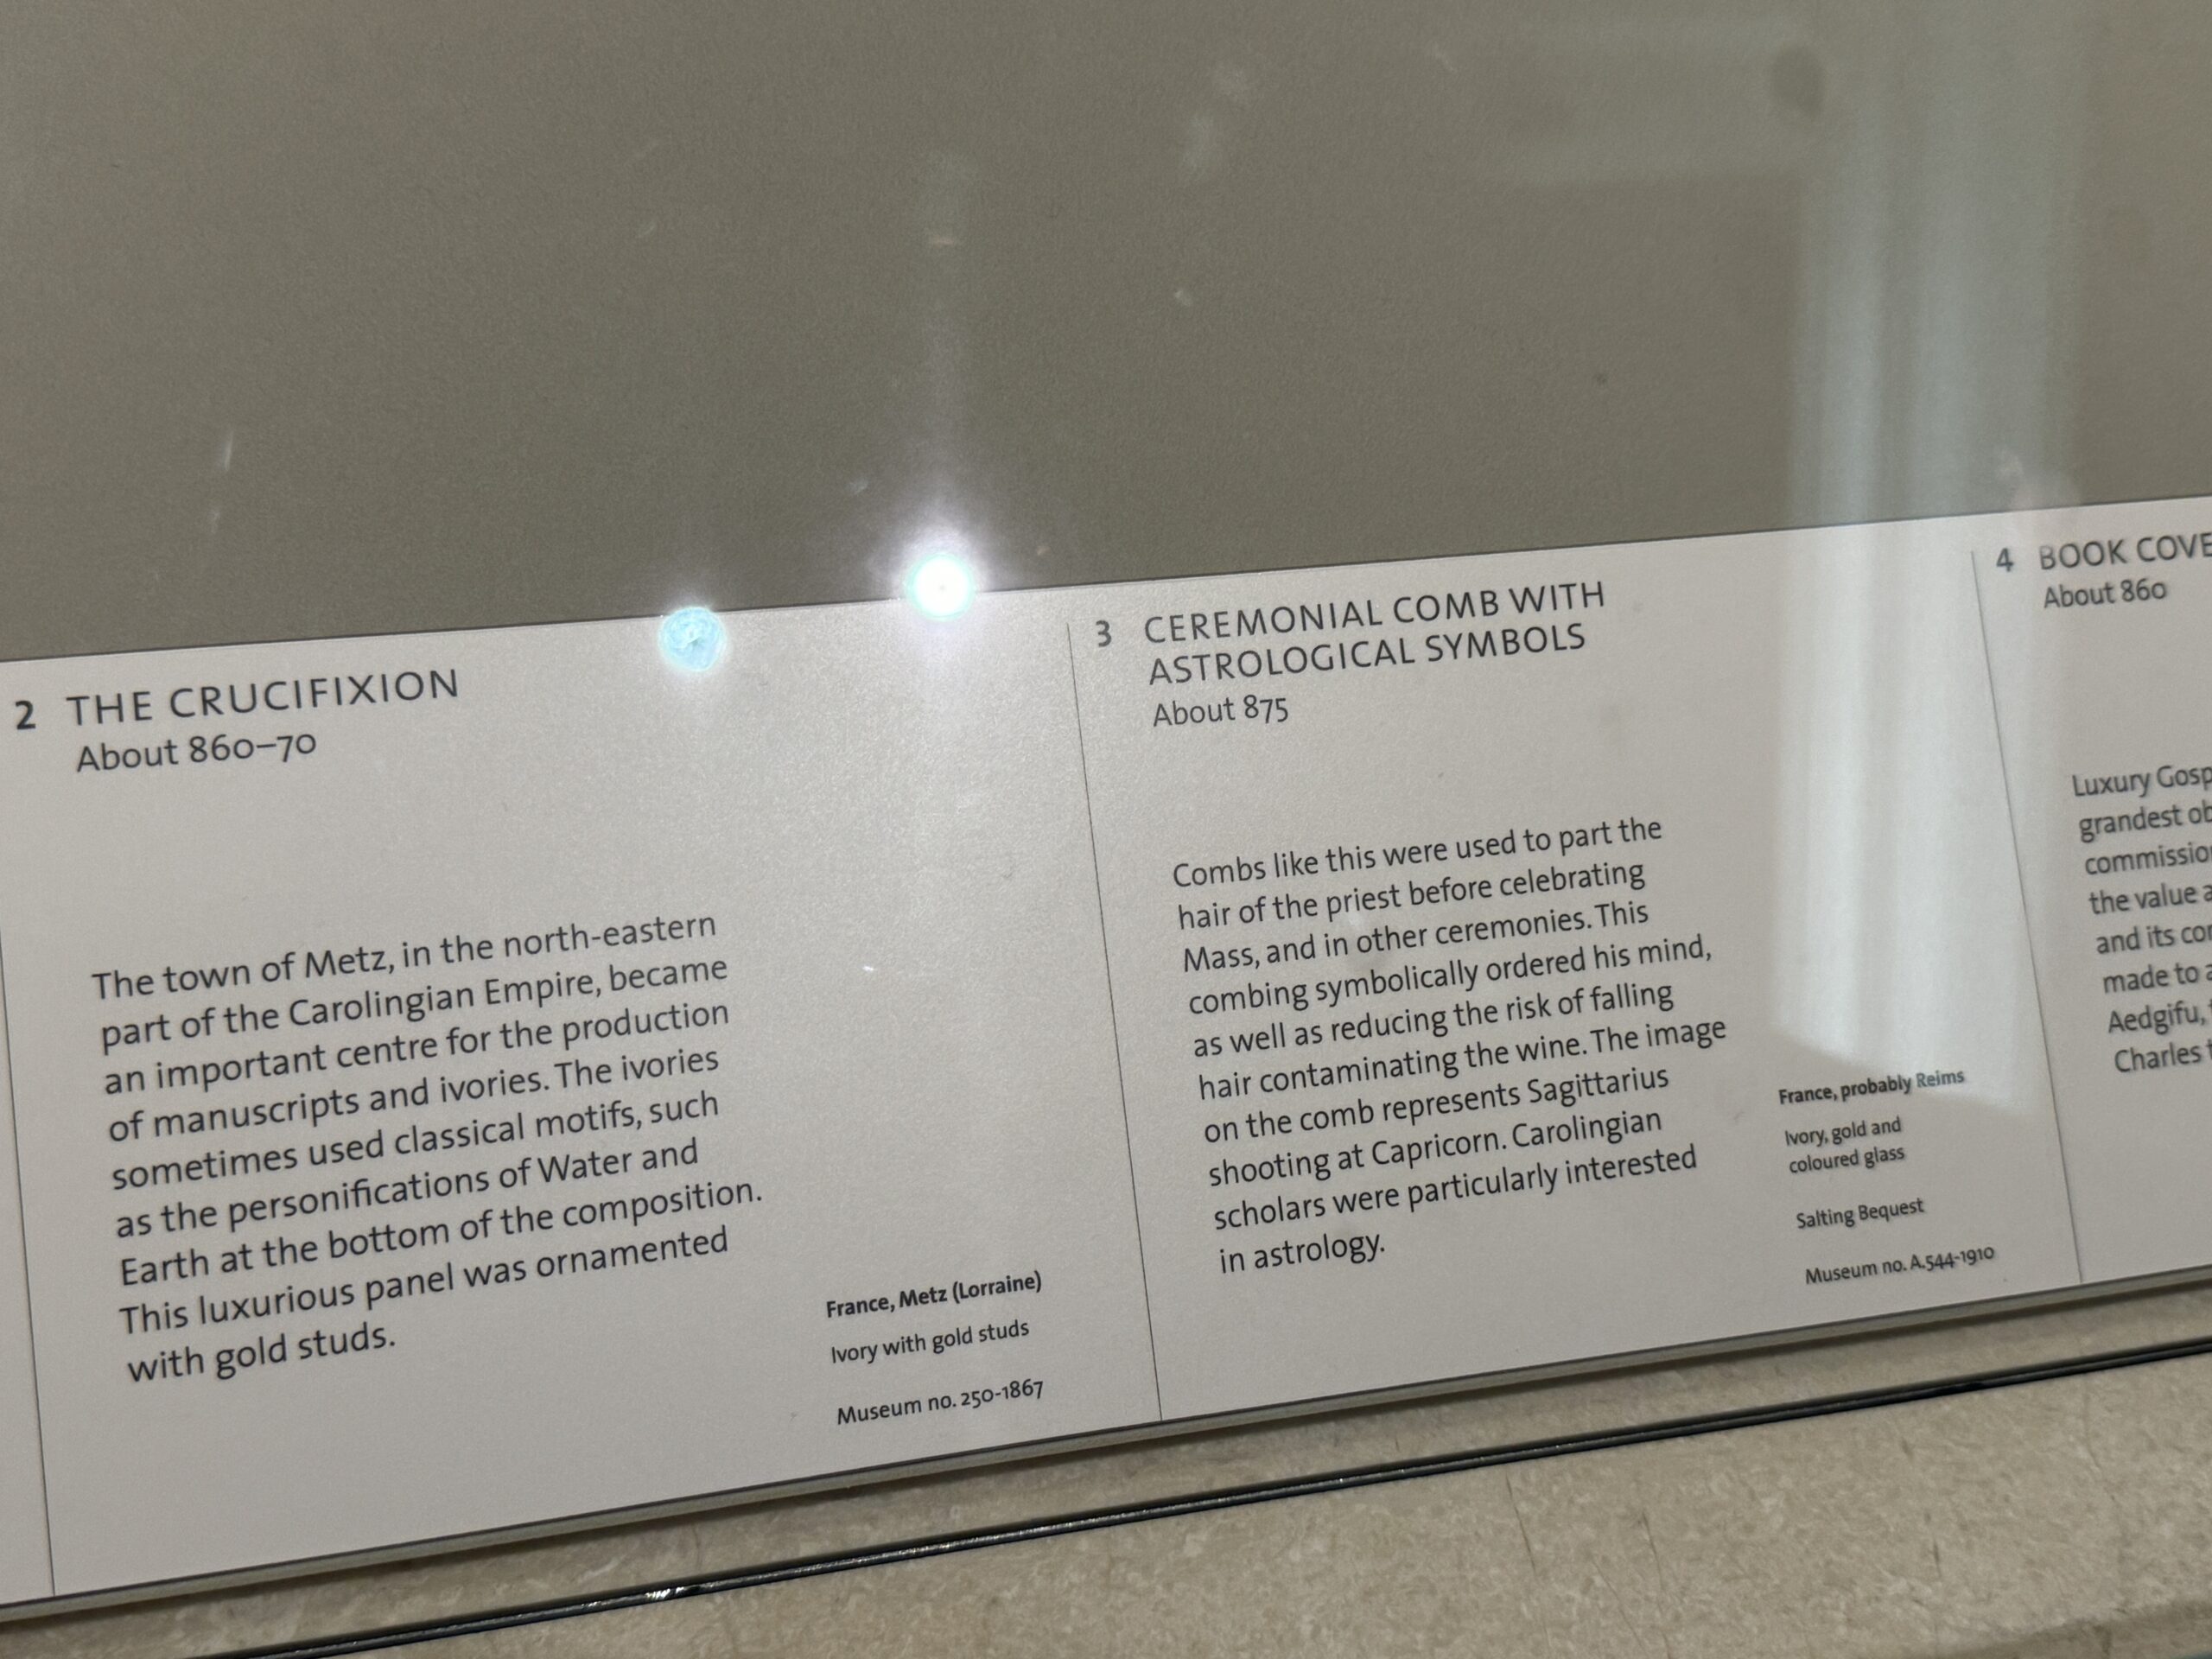 2 THE CRUCIFIXION
About 860–70
The town of Metz, in the north-eastern
part of the Carolingian Empire, became
an important centre for the production
of manuscripts and ivories. The ivories
sometimes used classical motifs, such
as the personifications of Water and
Earth at the bottom of the composition.
This luxurious panel was ornamented
with gold studs.
France, Metz (Lorraine)
Ivory with gold studs
Museum no. 250-1867
3 CEREMONIAL COMB WITH
ASTROLOGICAL SYMBOLS
About 875
Combs like this were used to part the
hair of the priest before celebrating
Mass, and in other ceremonies. This
combing symbolically ordered his mind,
as well as reducing the risk of falling
hair contaminating the wine. The image
on the comb represents Sagittarius
shooting at Capricorn. Carolingian
scholars were particularly interested
in astrology.
France, probably Reims
Ivory, gold and
coloured glass
Salting Bequest
Museum no. A.544-1910
4 BOOK COVE
About 860
Luxury Gosp
grandest ob
commission
the value a
and its cor
made to a
Aedgifu,
Charles t